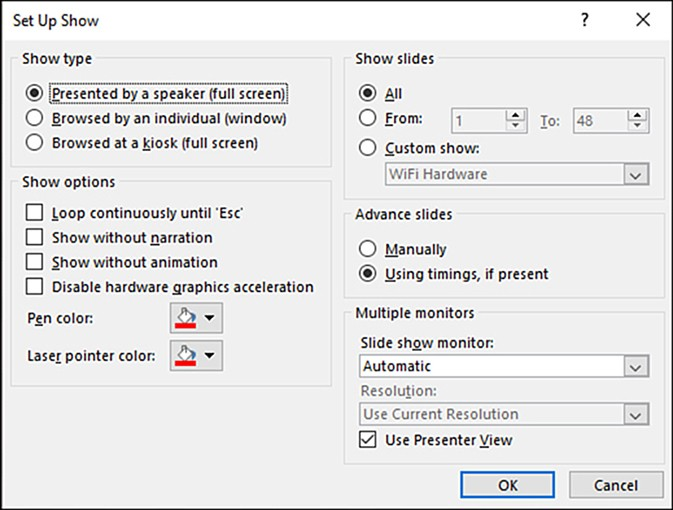 Set Up Show ?
Show type
Presented by a speaker (full screen)
Browsed by an individual (window)
Browsed at a kiosk (full screen)
Show options
Loop continuously until 'Esc'
Show without narration
Show without animation
Disable hardware graphics acceleration
Pen color:
Laser pointer color:
Show slides
All
From: 1 To: 48
Custom show:
WiFi Hardware
Advance slides
Manually
Using timings, if present
Multiple monitors
Slide show monitor:
Automatic
Resolution:
Use Current Resolution
Use Presenter View
OK Cancel